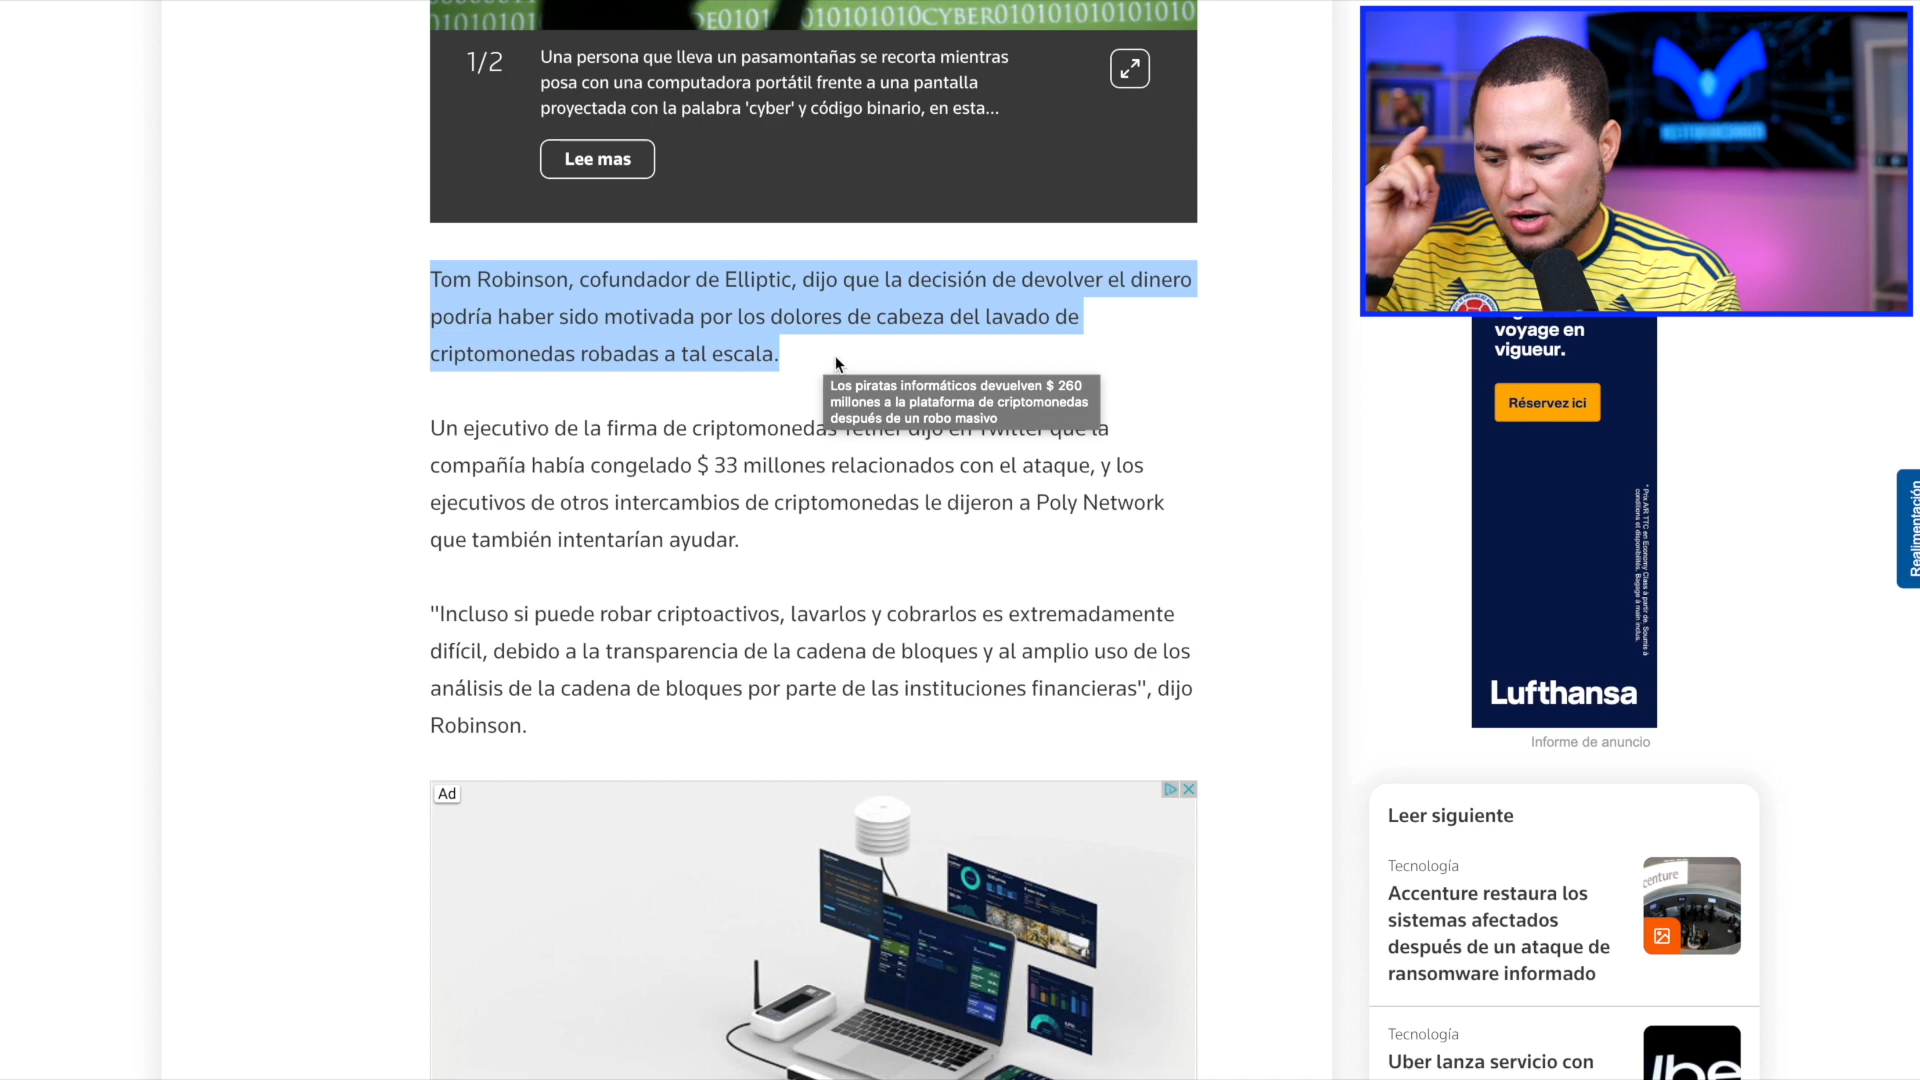 DE0101
010101010CYBER010101010101010
1/2
Una persona que lleva un pasamontañas se recorta mientras
posa con una computadora portátil frente a una pantalla
proyectada con la palabra 'cyber' y código binario, en esta...
Lee mas
Tom Robinson, cofundador de Elliptic, dijo que la decisión de devolver el dinero
podría haber sido motivada por los dolores de cabeza del lavado de
criptomonedas robadas a tal escala.
Los piratas informáticos devuelven $ 260
millones a la plataforma de criptomonedas
después de un robo masivo
Un ejecutivo de la firma de criptomonedas Tether dijo en Twitter que la
compañía había congelado $ 33 millones relacionados con el ataque, y los
ejecutivos de otros intercambios de criptomonedas le dijeron a Poly Network
que también intentarían ayudar.
"Incluso si puede robar criptoactivos, lavarlos y cobrarlos es extremadamente
difícil, debido a la transparencia de la cadena de bloques y al amplio uso de los
análisis de la cadena de bloques por parte de las instituciones financieras", dijo
Robinson.
Ad
voyage en
vigueur.
Réservez ici
Lufthansa
Informe de anuncio
Realimentación
Leer siguiente
Tecnología
Accenture restaura los
sistemas afectados
después de un ataque de
ransomware informado
Tecnología
Uber lanza servicio con